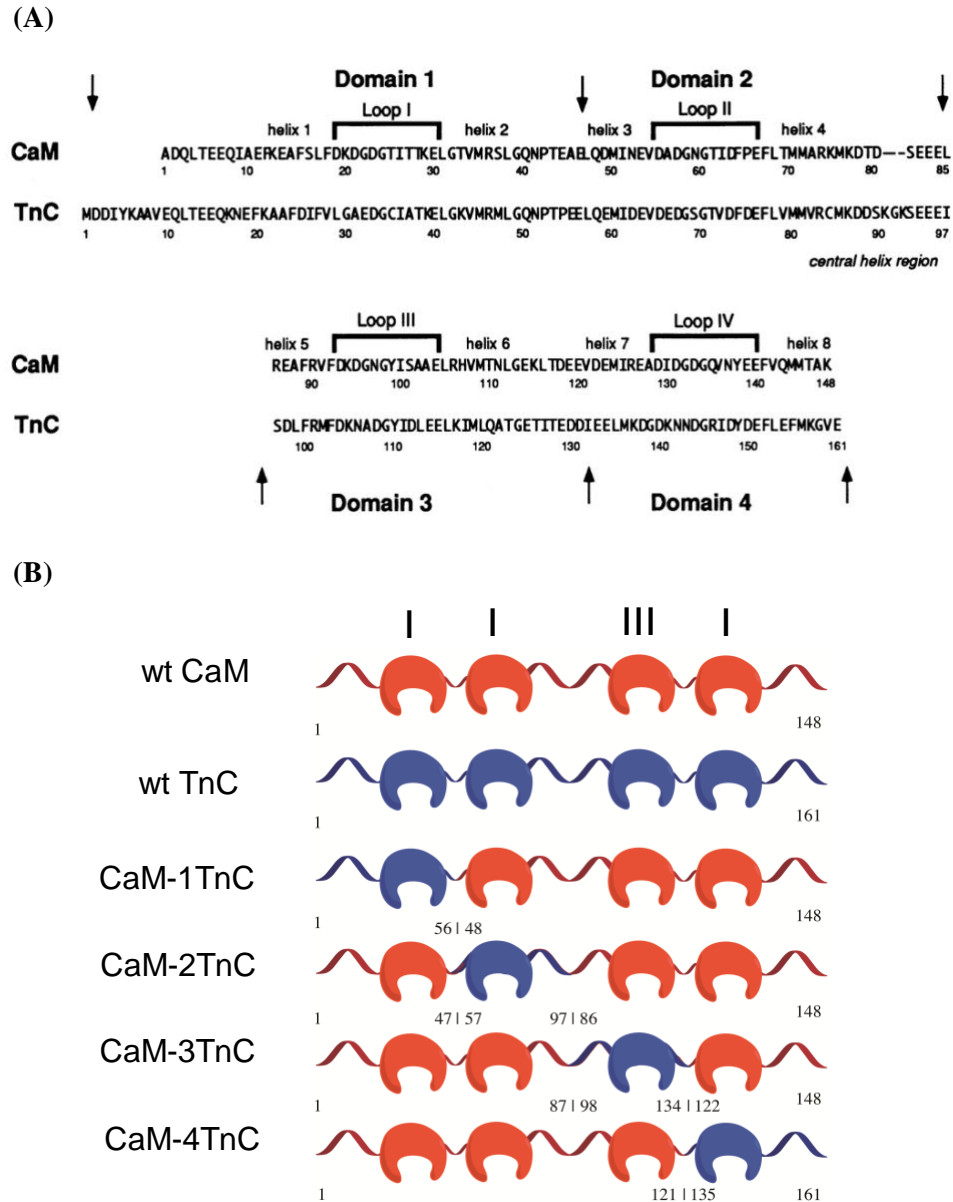 (A)
Domain 1 Domain 2
Loop I Loop II
helix 1 helix 2 helix 3 helix 4
CaM ADQLTEEQIAEFKEAFSLFDKDGDGTITTKELGTVMRSLGQNPTEAELQDMINEVDADGNGTIDFPEFLTMMARKMKDTD––SEEEL
1 10 20 30 40 50 60 70 80 85
TnC MDDIYKAAVEQLTEEQKNEFKAAFDIFVLGAEDGCIATKELGKVMRMLGQNPTPEELQEMIDEVDEDGSGTVDFDEFLVMMVRCMKDDSKGKSEEEI
1 10 20 30 40 50 60 70 80 90 97
central helix region
Loop III Loop IV
helix 5 helix 6 helix 7 helix 8
CaM REAFRVFDKDGNGYISAAELRHVMTNLGEKLTDEEVDEMIREADIDGDGQVNYEEFVQMMTAK
90 100 110 120 130 140 148
TnC SDLFRMFDKNADGYIDLEELKIMLQATGETITEDDIEELMKDGDKNNDGRIDYDEFLEFMKGVE
100 110 120 130 140 150 161
Domain 3 Domain 4
(B)
I I III I
wt CaM
1 148
wt TnC
1 161
CaM-1TnC
1 56 | 48 148
CaM-2TnC
1 47 | 57 97 | 86 148
CaM-3TnC
1 87 | 98 134 | 122 148
CaM-4TnC
1 121 | 135 161